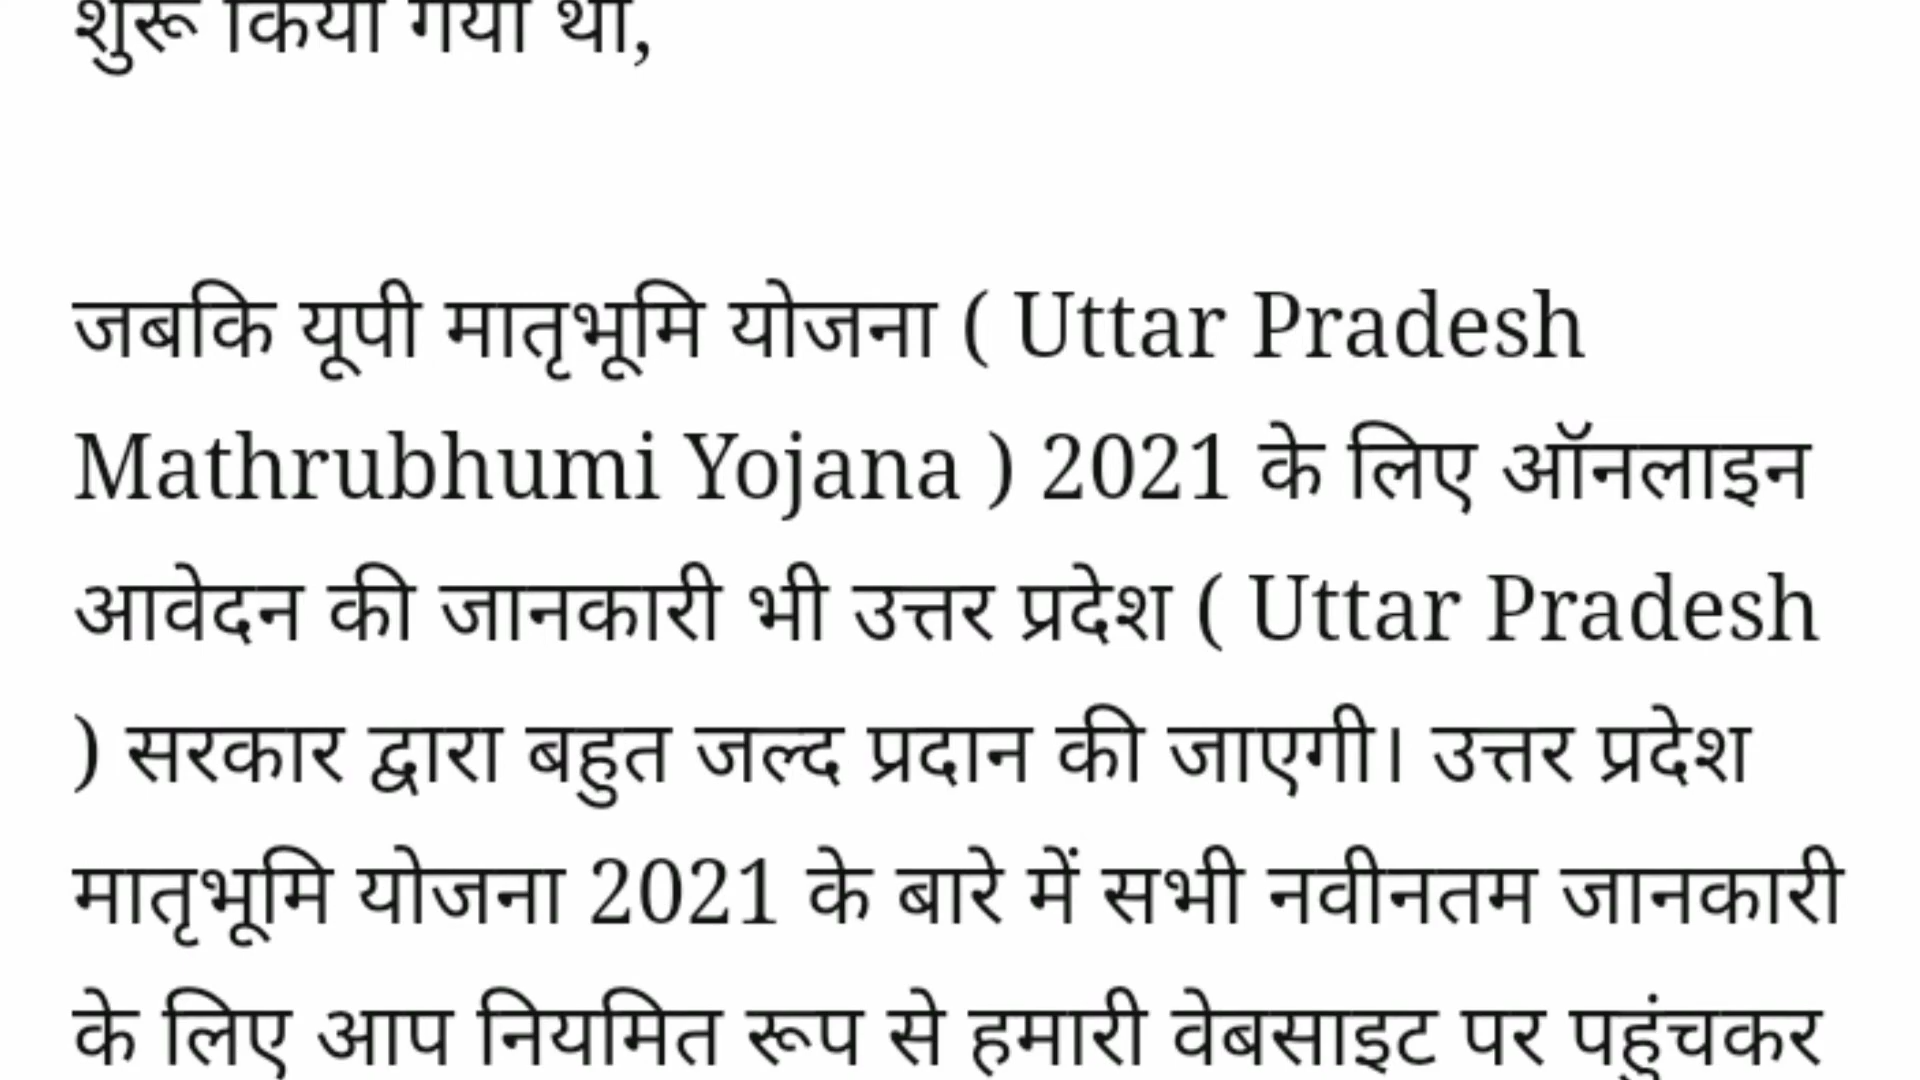 शुरू किया गया था,
जबकि यूपी मातृभूमि योजना ( Uttar Pradesh
Mathrubhumi Yojana ) 2021 के लिए ऑनलाइन
आवेदन की जानकारी भी उत्तर प्रदेश ( Uttar Pradesh
) सरकार द्वारा बहुत जल्द प्रदान की जाएगी। उत्तर प्रदेश
मातृभूमि योजना 2021 के बारे में सभी नवीनतम जानकारी
के लिए आप नियमित रूप से हमारी वेबसाइट पर पहुंचकर